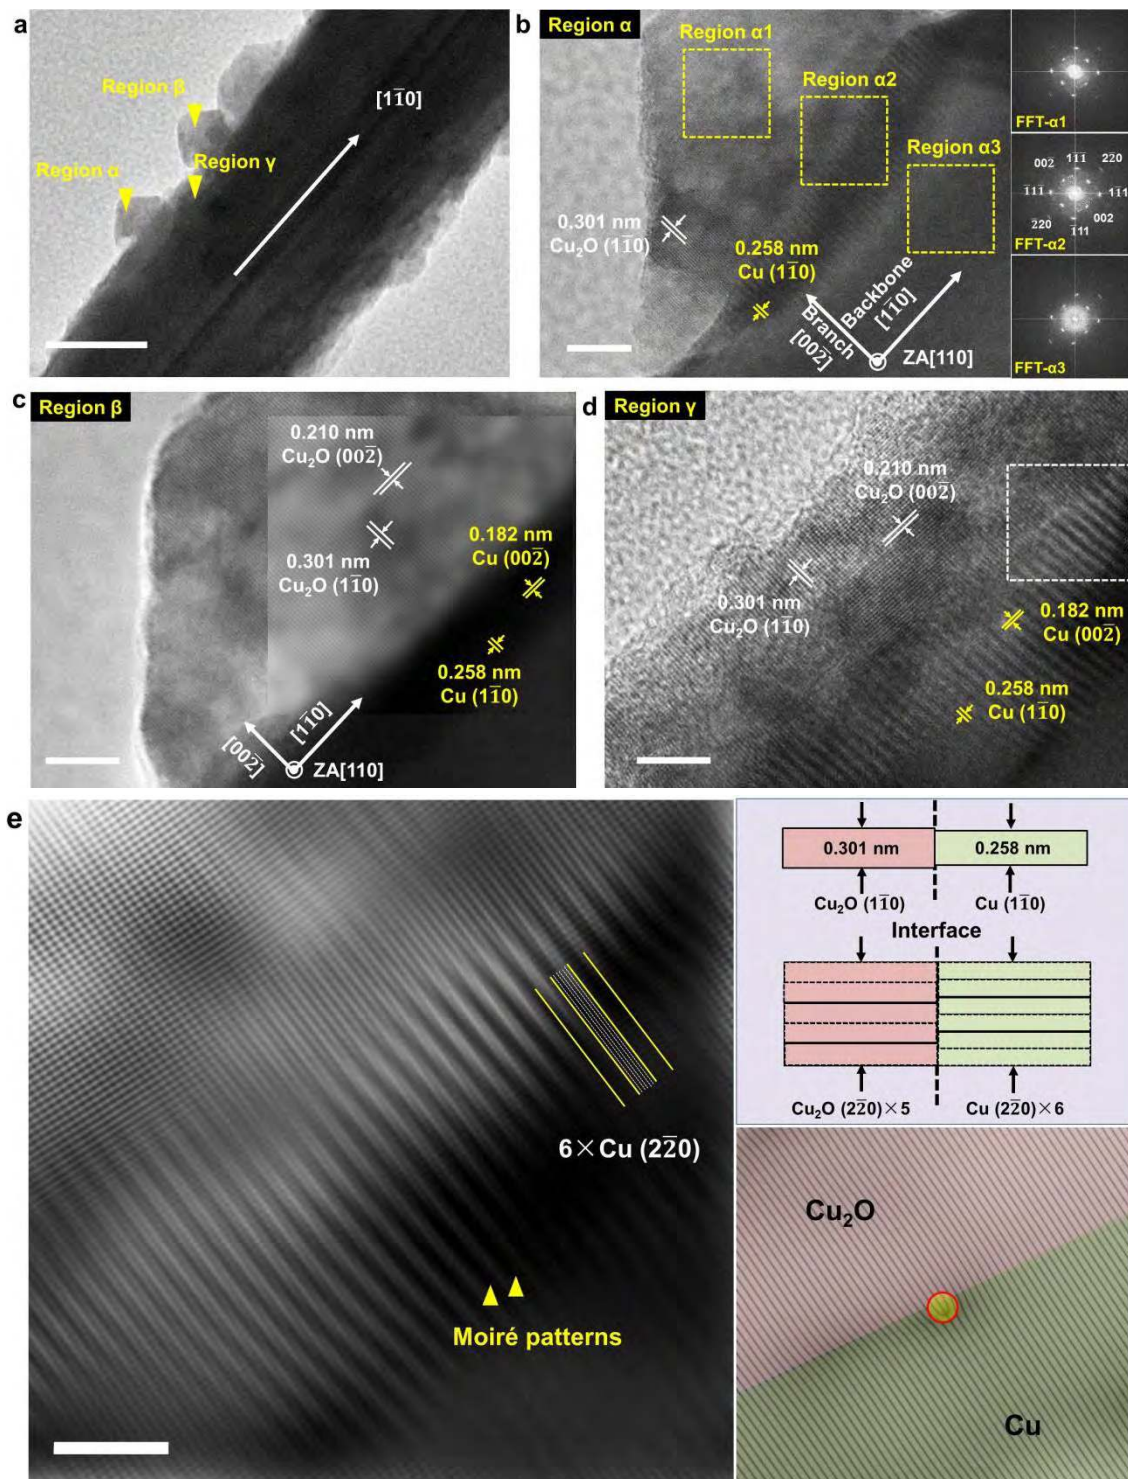 a
Region β
Region α
Region γ
[11̄0]
b
Region α
Region α1
Region α2
Region α3
0.301 nm
Cu₂O (11̄0)
0.258 nm
Cu (11̄0)
Branch
[002̄]
Backbone
[11̄0]
ZA[110]
FFT-α1
002̄
11̄1̄
22̄0
1̄11̄
11̄1
2̄20
002
1̄11
FFT-α2
FFT-α3
c
Region β
0.210 nm
Cu₂O (002̄)
0.301 nm
Cu₂O (11̄0)
0.182 nm
Cu (002̄)
0.258 nm
Cu (11̄0)
[002̄]
[11̄0]
ZA[110]
d
Region γ
0.210 nm
Cu₂O (002̄)
0.301 nm
Cu₂O (11̄0)
0.182 nm
Cu (002̄)
0.258 nm
Cu (11̄0)
e
6×Cu (22̄0)
Moiré patterns
0.301 nm
0.258 nm
Cu₂O (11̄0)
Cu (11̄0)
Interface
Cu₂O (22̄0)×5
Cu (22̄0)×6
Cu₂O
Cu